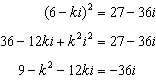 (6 − ki)² = 27 − 36i
36 − 12ki + k²i² = 27 − 36i
9 − k² − 12ki = −36i